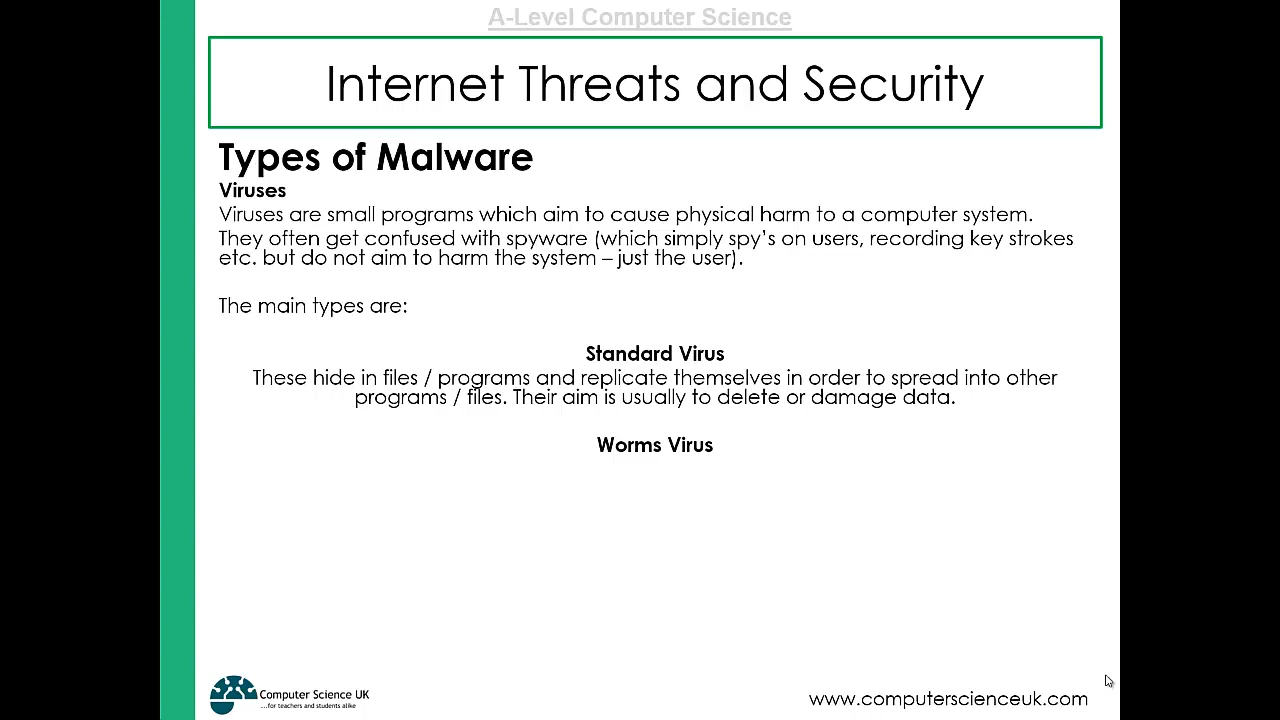 A-Level Computer Science
Internet Threats and Security
Types of Malware
Viruses
Viruses are small programs which aim to cause physical harm to a computer system.
They often get confused with spyware (which simply spy’s on users, recording key strokes
etc. but do not aim to harm the system – just the user).
The main types are:
Standard Virus
These hide in files / programs and replicate themselves in order to spread into other
programs / files. Their aim is usually to delete or damage data.
Worms Virus
Computer Science UK
....for teachers and students alike
www.computerscienceuk.com